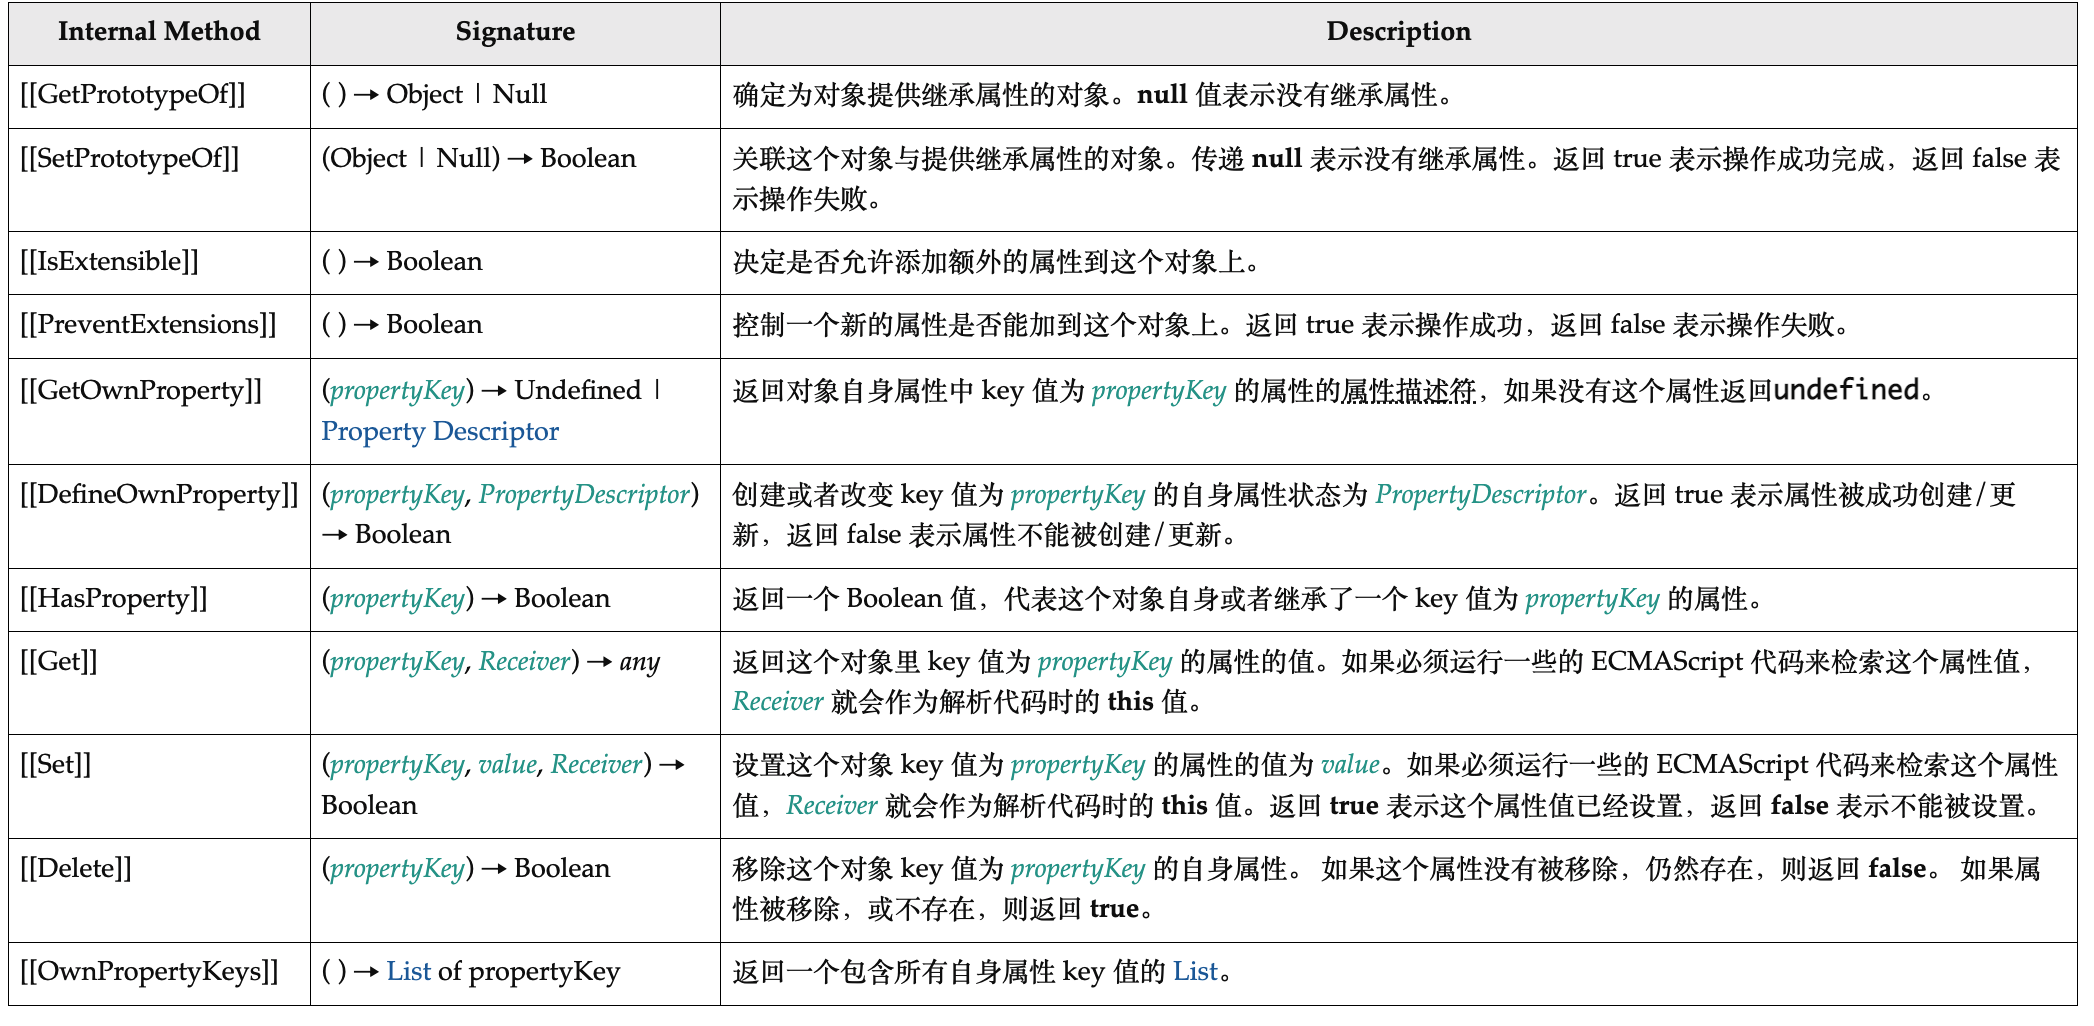 Internal Method Signature Description
[[GetPrototypeOf]] ( ) → Object | Null 确定为对象提供继承属性的对象。null 值表示没有继承属性。
[[SetPrototypeOf]] (Object | Null) → Boolean 关联这个对象与提供继承属性的对象。传递 null 表示没有继承属性。返回 true 表示操作成功完成，返回 false 表
示操作失败。
[[IsExtensible]] ( ) → Boolean 决定是否允许添加额外的属性到这个对象上。
[[PreventExtensions]] ( ) → Boolean 控制一个新的属性是否能加到这个对象上。返回 true 表示操作成功，返回 false 表示操作失败。
[[GetOwnProperty]] (propertyKey) → Undefined | 返回对象自身属性中 key 值为 propertyKey 的属性的属性描述符，如果没有这个属性返回undefined。
Property Descriptor
[[DefineOwnProperty]] (propertyKey, PropertyDescriptor) 创建或者改变 key 值为 propertyKey 的自身属性状态为 PropertyDescriptor。返回 true 表示属性被成功创建/更
→ Boolean 新，返回 false 表示属性不能被创建/更新。
[[HasProperty]] (propertyKey) → Boolean 返回一个 Boolean 值，代表这个对象自身或者继承了一个 key 值为 propertyKey 的属性。
[[Get]] (propertyKey, Receiver) → any 返回这个对象里 key 值为 propertyKey 的属性的值。如果必须运行一些的 ECMAScript 代码来检索这个属性值，
Receiver 就会作为解析代码时的 this 值。
[[Set]] (propertyKey, value, Receiver) → 设置这个对象 key 值为 propertyKey 的属性的值为 value。如果必须运行一些的 ECMAScript 代码来检索这个属性
Boolean 值，Receiver 就会作为解析代码时的 this 值。返回 true 表示这个属性值已经设置，返回 false 表示不能被设置。
[[Delete]] (propertyKey) → Boolean 移除这个对象 key 值为 propertyKey 的自身属性。 如果这个属性没有被移除，仍然存在，则返回 false。 如果属
性被移除，或不存在，则返回 true。
[[OwnPropertyKeys]] ( ) → List of propertyKey 返回一个包含所有自身属性 key 值的 List。